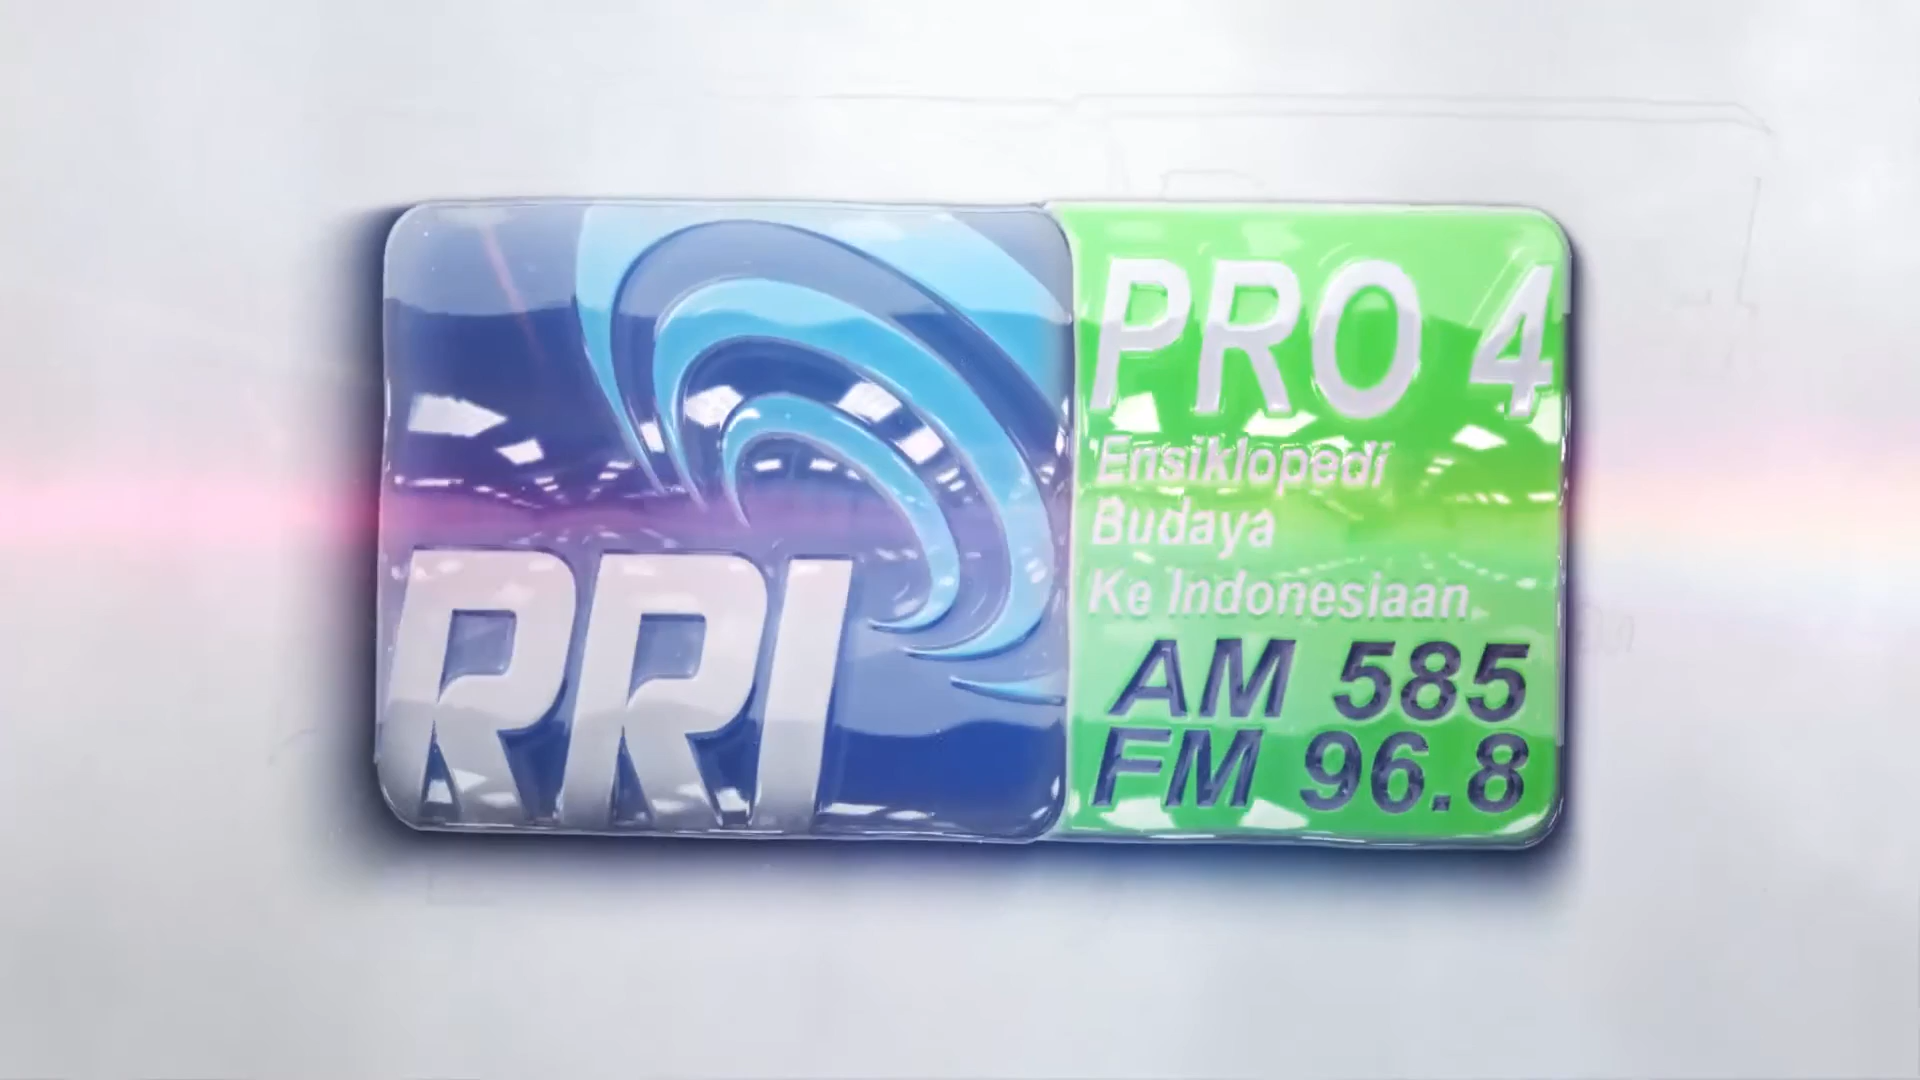 RRI
PRO 4
Ensiklopedi
Budaya
Ke Indonesiaan
AM 585
FM 96.8